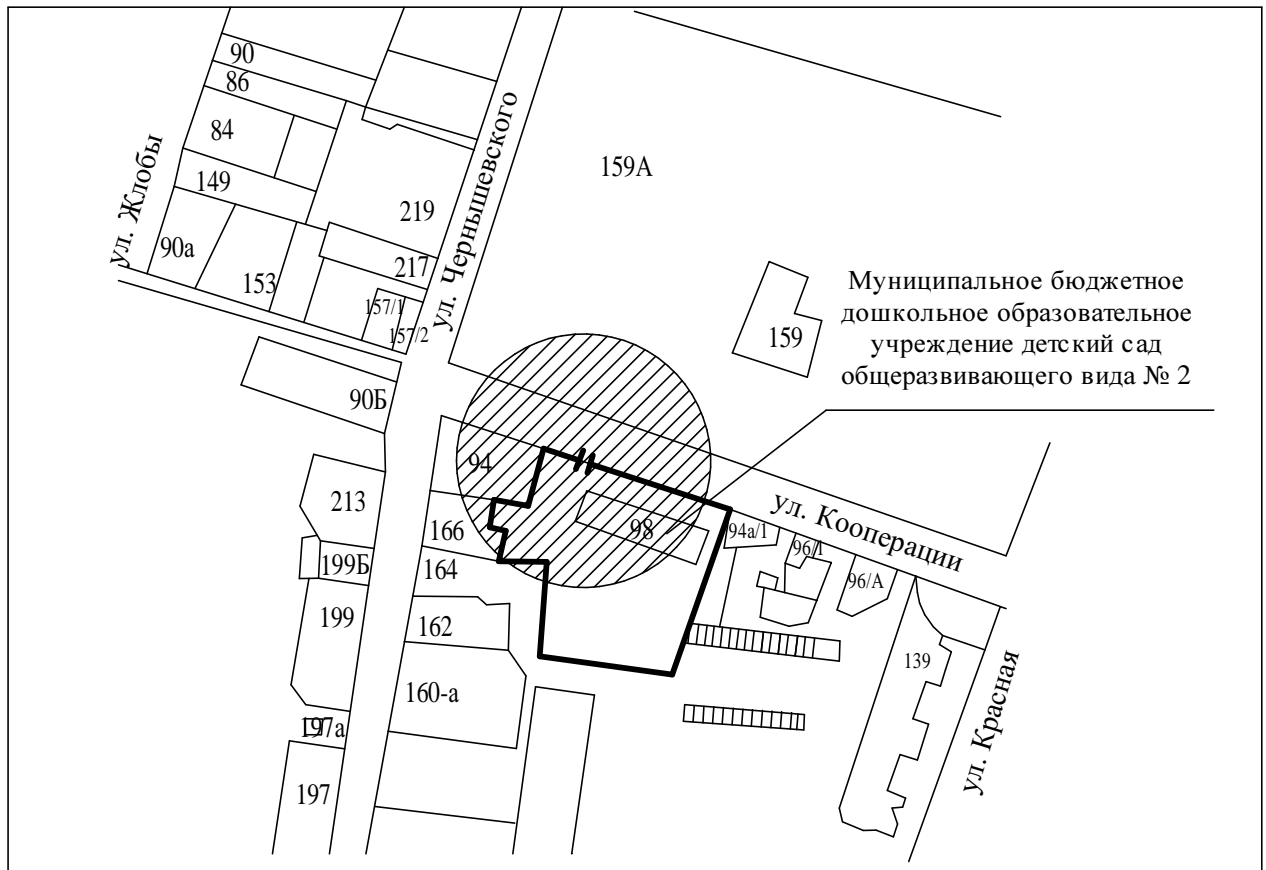 90
86
84
149
90а
153
219
217
157/1
157/2
ул. Жлобы
ул. Чернышевского
159А
159
Муниципальное бюджетное
дошкольное образовательное
учреждение детский сад
общеразвивающего вида № 2
90Б
94
98
ул. Кооперации
94а/1
96/1
96/А
213
166
199Б
164
199
162
160-а
139
ул. Красная
197а
197